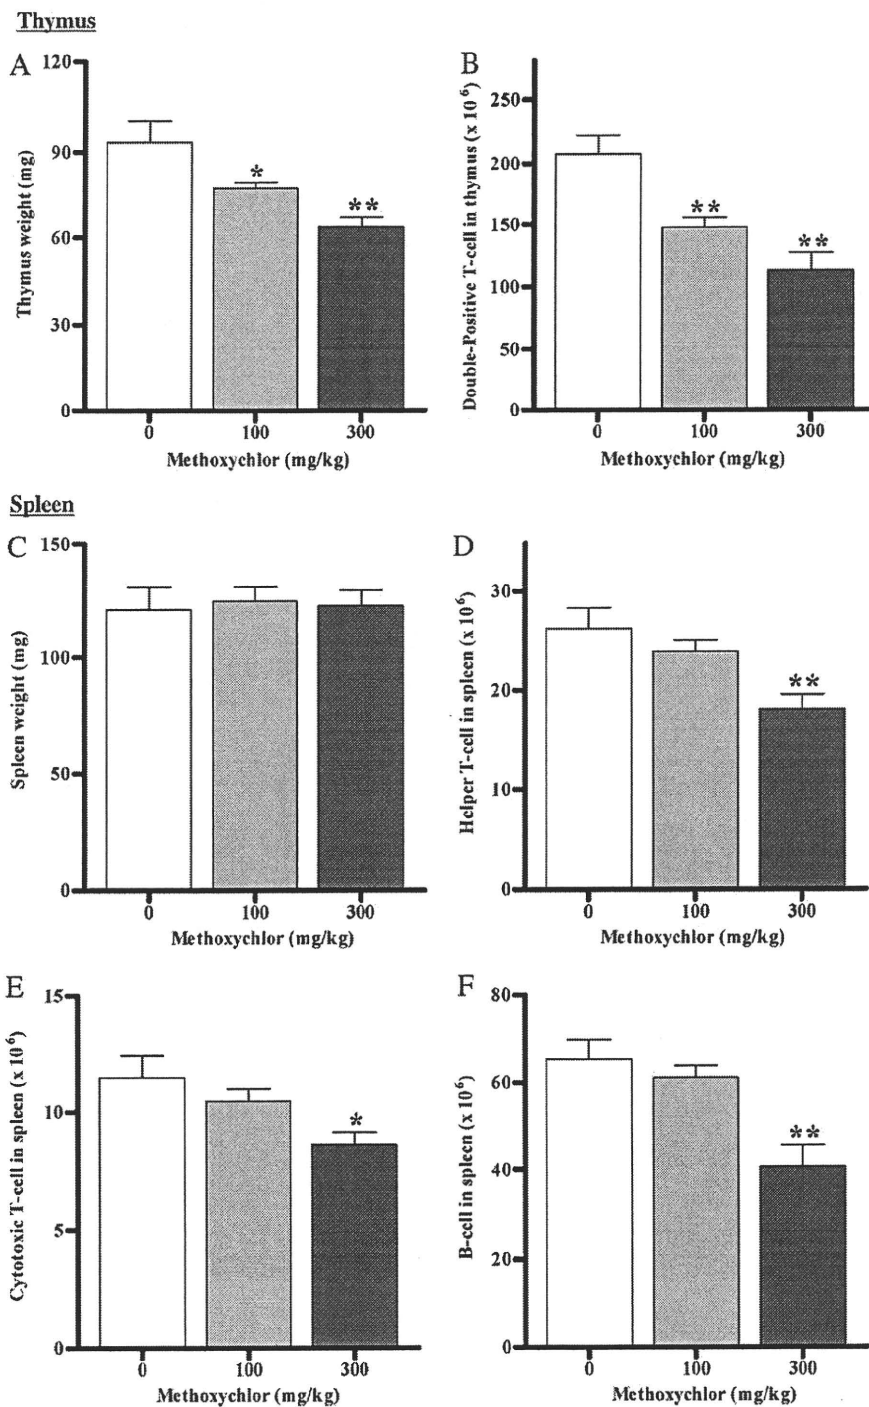 Thymus
A
120
90
60
30
0
Thymus weight (mg)
*
**
0 100 300
Methoxychlor (mg/kg)
B
250
200
150
100
50
0
Double-Positive T-cell in thymus (x 10⁶)
**
**
0 100 300
Methoxychlor (mg/kg)
Spleen
C
150
100
50
0
Spleen weight (mg)
0 100 300
Methoxychlor (mg/kg)
D
30
20
10
0
Helper T-cell in spleen (x 10⁶)
**
0 100 300
Methoxychlor (mg/kg)
E
15
10
5
0
Cytotoxic T-cell in spleen (x 10⁶)
*
0 100 300
Methoxychlor (mg/kg)
F
80
60
40
20
0
B-cell in spleen (x 10⁶)
**
0 100 300
Methoxychlor (mg/kg)